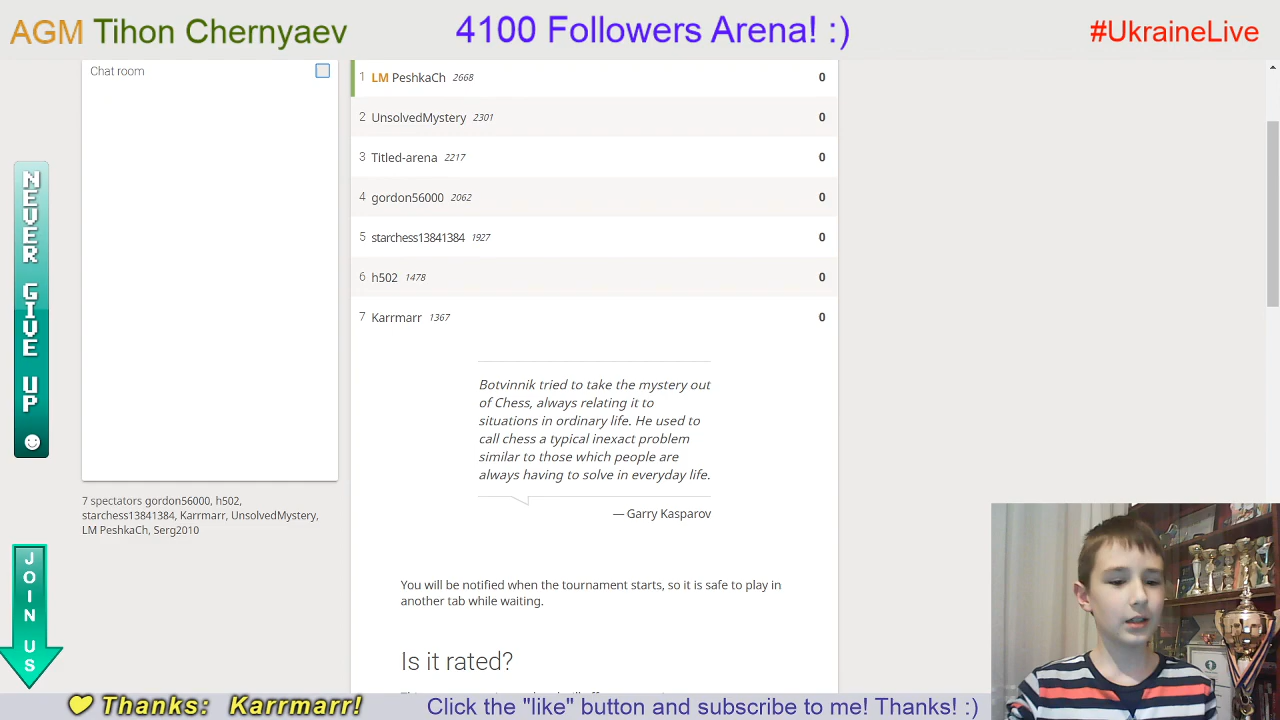 AGM Tihon Chernyaev
4100 Followers Arena! :)
#UkraineLive
Chat room
1 LM PeshkaCh 2668 0
2 UnsolvedMystery 2301 0
3 Titled-arena 2217 0
4 gordon56000 2062 0
5 starchess13841384 1927 0
6 h502 1478 0
7 Karrmarr 1367 0
NEVER GIVE UP
Botvinnik tried to take the mystery out
of Chess, always relating it to
situations in ordinary life. He used to
call chess a typical inexact problem
similar to those which people are
always having to solve in everyday life.
— Garry Kasparov
7 spectators gordon56000, h502,
starchess13841384, Karrmarr, UnsolvedMystery,
LM PeshkaCh, Serg2010
JOIN US
You will be notified when the tournament starts, so it is safe to play in
another tab while waiting.
Is it rated?
Thanks: Karrmarr!
Click the "like" button and subscribe to me! Thanks! :)